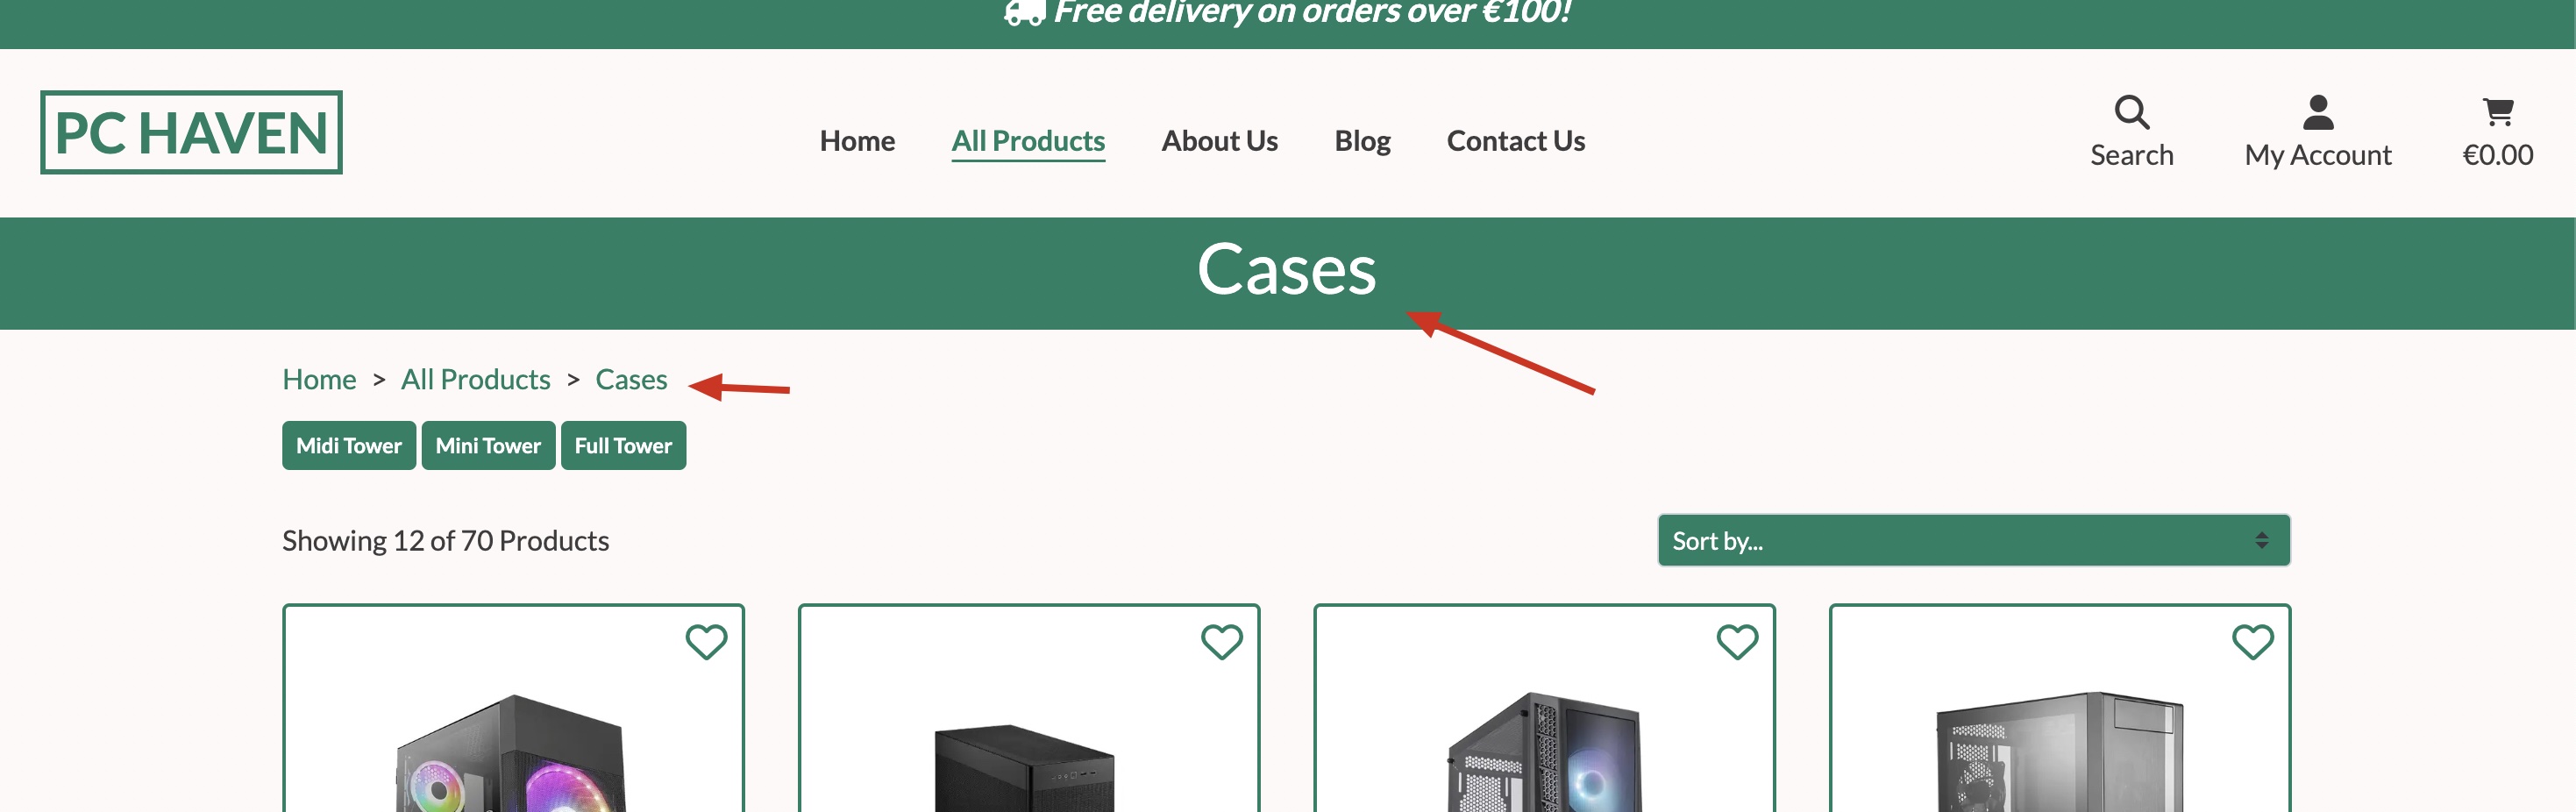 Free delivery on orders over €100!
PC HAVEN
Home All Products About Us Blog Contact Us
Search My Account €0.00
Cases
Home > All Products > Cases
Midi Tower Mini Tower Full Tower
Showing 12 of 70 Products
Sort by...